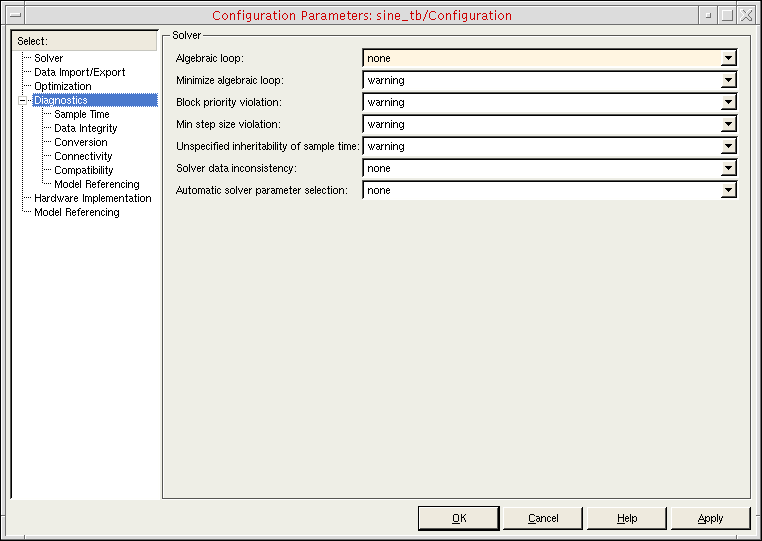 Configuration Parameters: sine_tb/Configuration
Select:
Solver
Data Import/Export
Optimization
Diagnostics
Sample Time
Data Integrity
Conversion
Connectivity
Compatibility
Model Referencing
Hardware Implementation
Model Referencing
Solver
Algebraic loop: none
Minimize algebraic loop: warning
Block priority violation: warning
Min step size violation: warning
Unspecified inheritability of sample time: warning
Solver data inconsistency: none
Automatic solver parameter selection: none
OK Cancel Help Apply